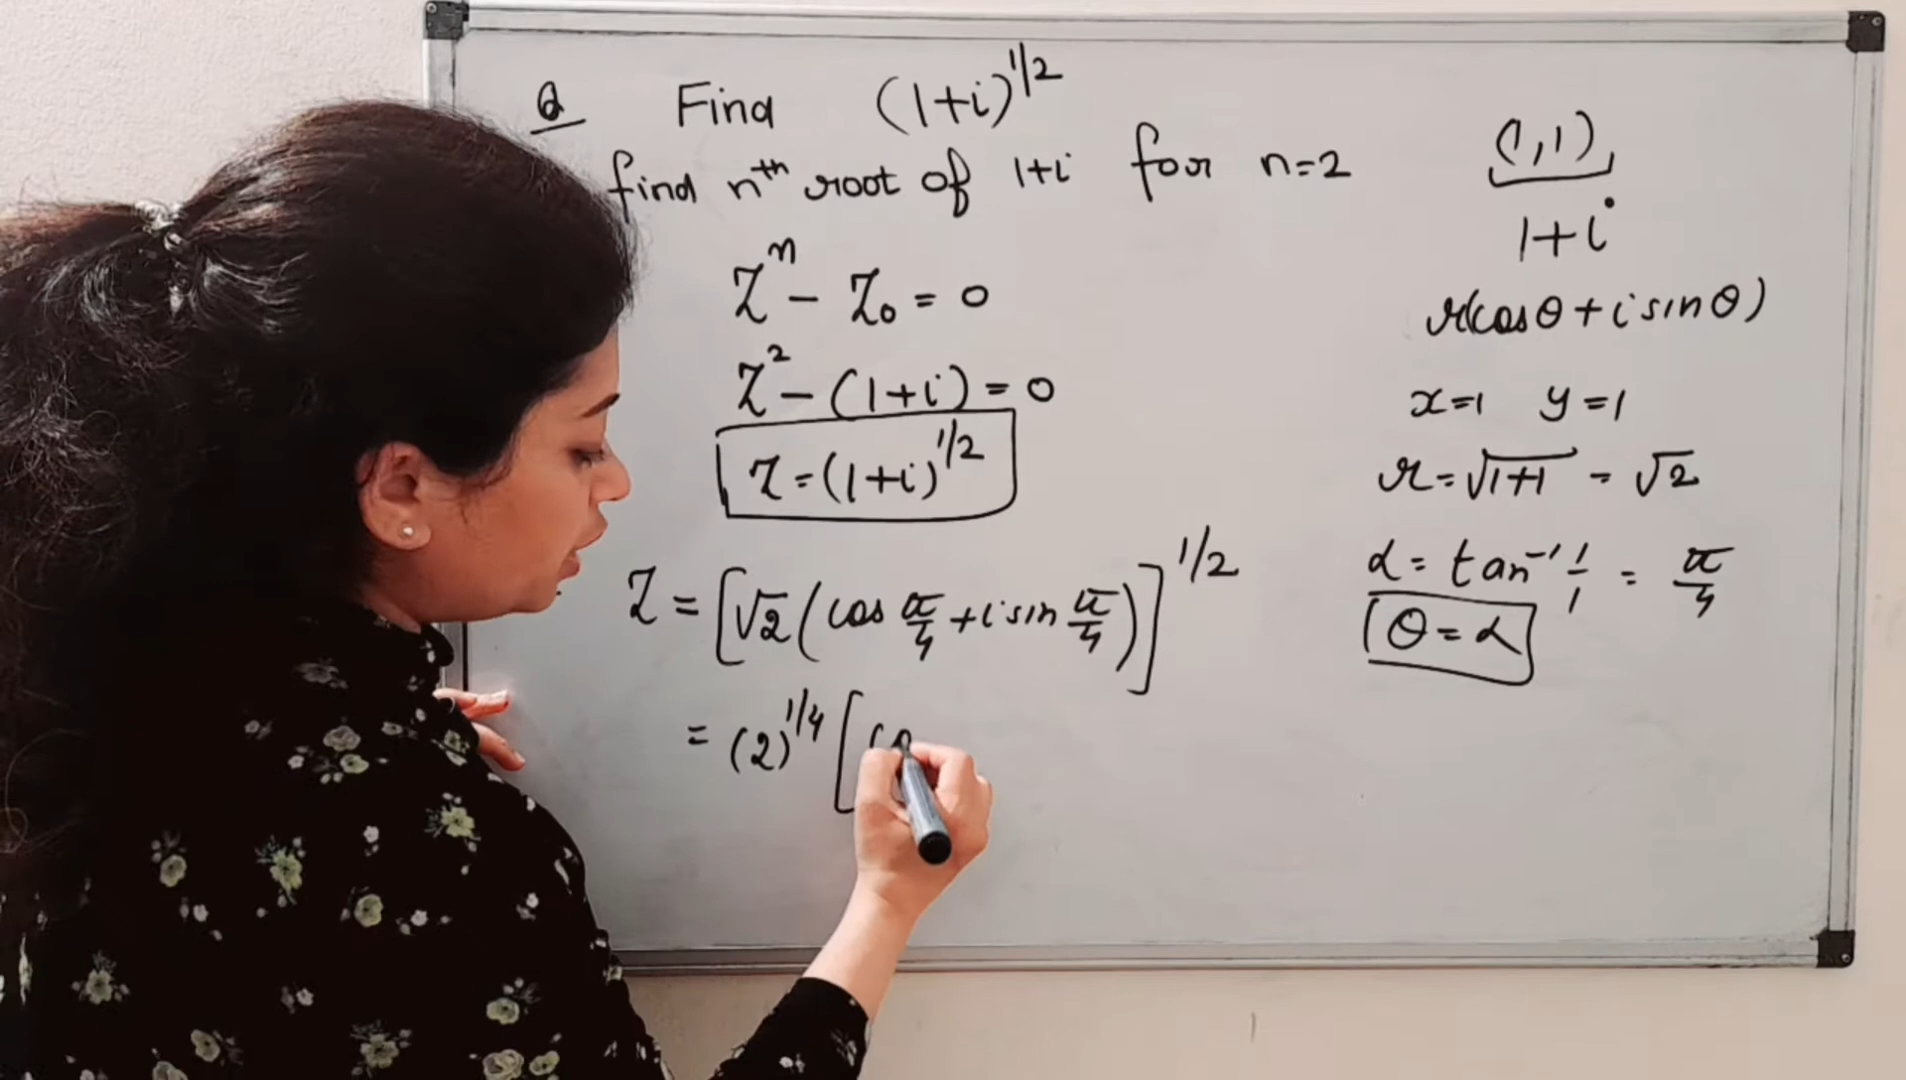 Q Find (1+i)^1/2
find n^th root of 1+i for n=2
Z^n - Z₀ = 0
Z^2 - (1+i) = 0
Z = (1+i)^1/2
Z = [√2 (cos π/4 + i sin π/4)]^1/2
= (2)^1/4 [co
(1,1)
1+i
r(cosθ + i sinθ)
x=1 y=1
r = √1+1 = √2
α = tan^-1 1/1 = π/4
θ = α